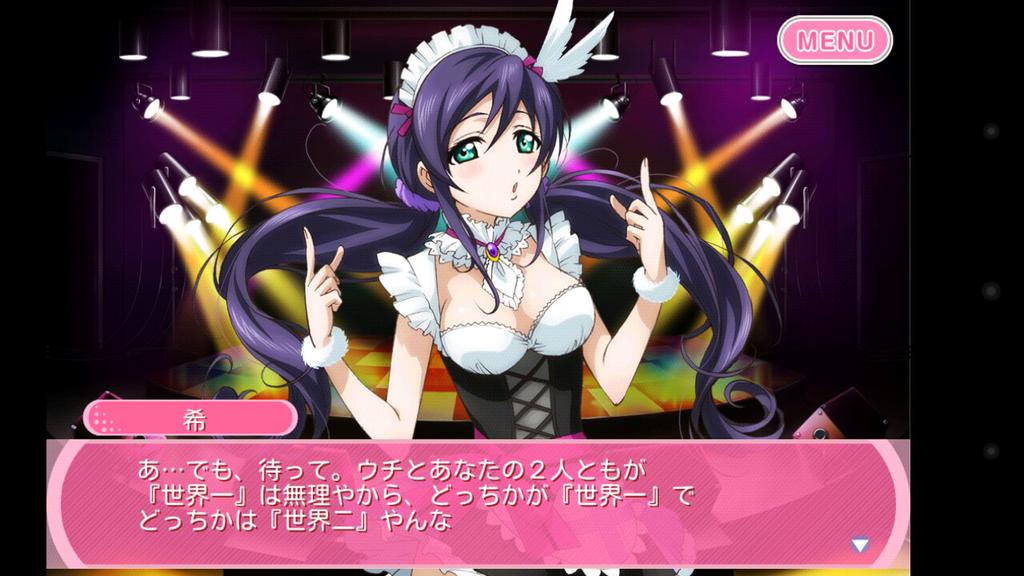 MENU
希
あ…でも、待って。ウチとあなたの２人ともが
『世界一』は無理やから、どっちかが『世界一』で
どっちかは『世界二』やんな